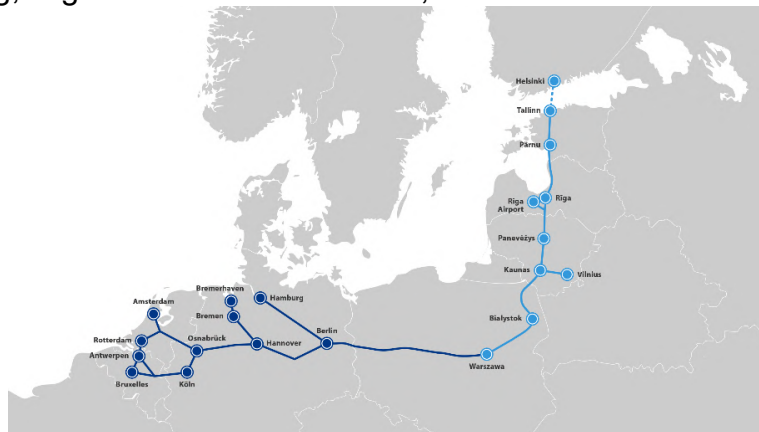 Helsinki
Tallinn
Pärnu
Riga
Airport
Rīga
Panevėžys
Kaunas
Vilnius
Białystok
Warszawa
Bremerhaven
Hamburg
Amsterdam
Bremen
Berlin
Rotterdam
Osnabrück
Hannover
Antwerpen
Bruxelles
Köln